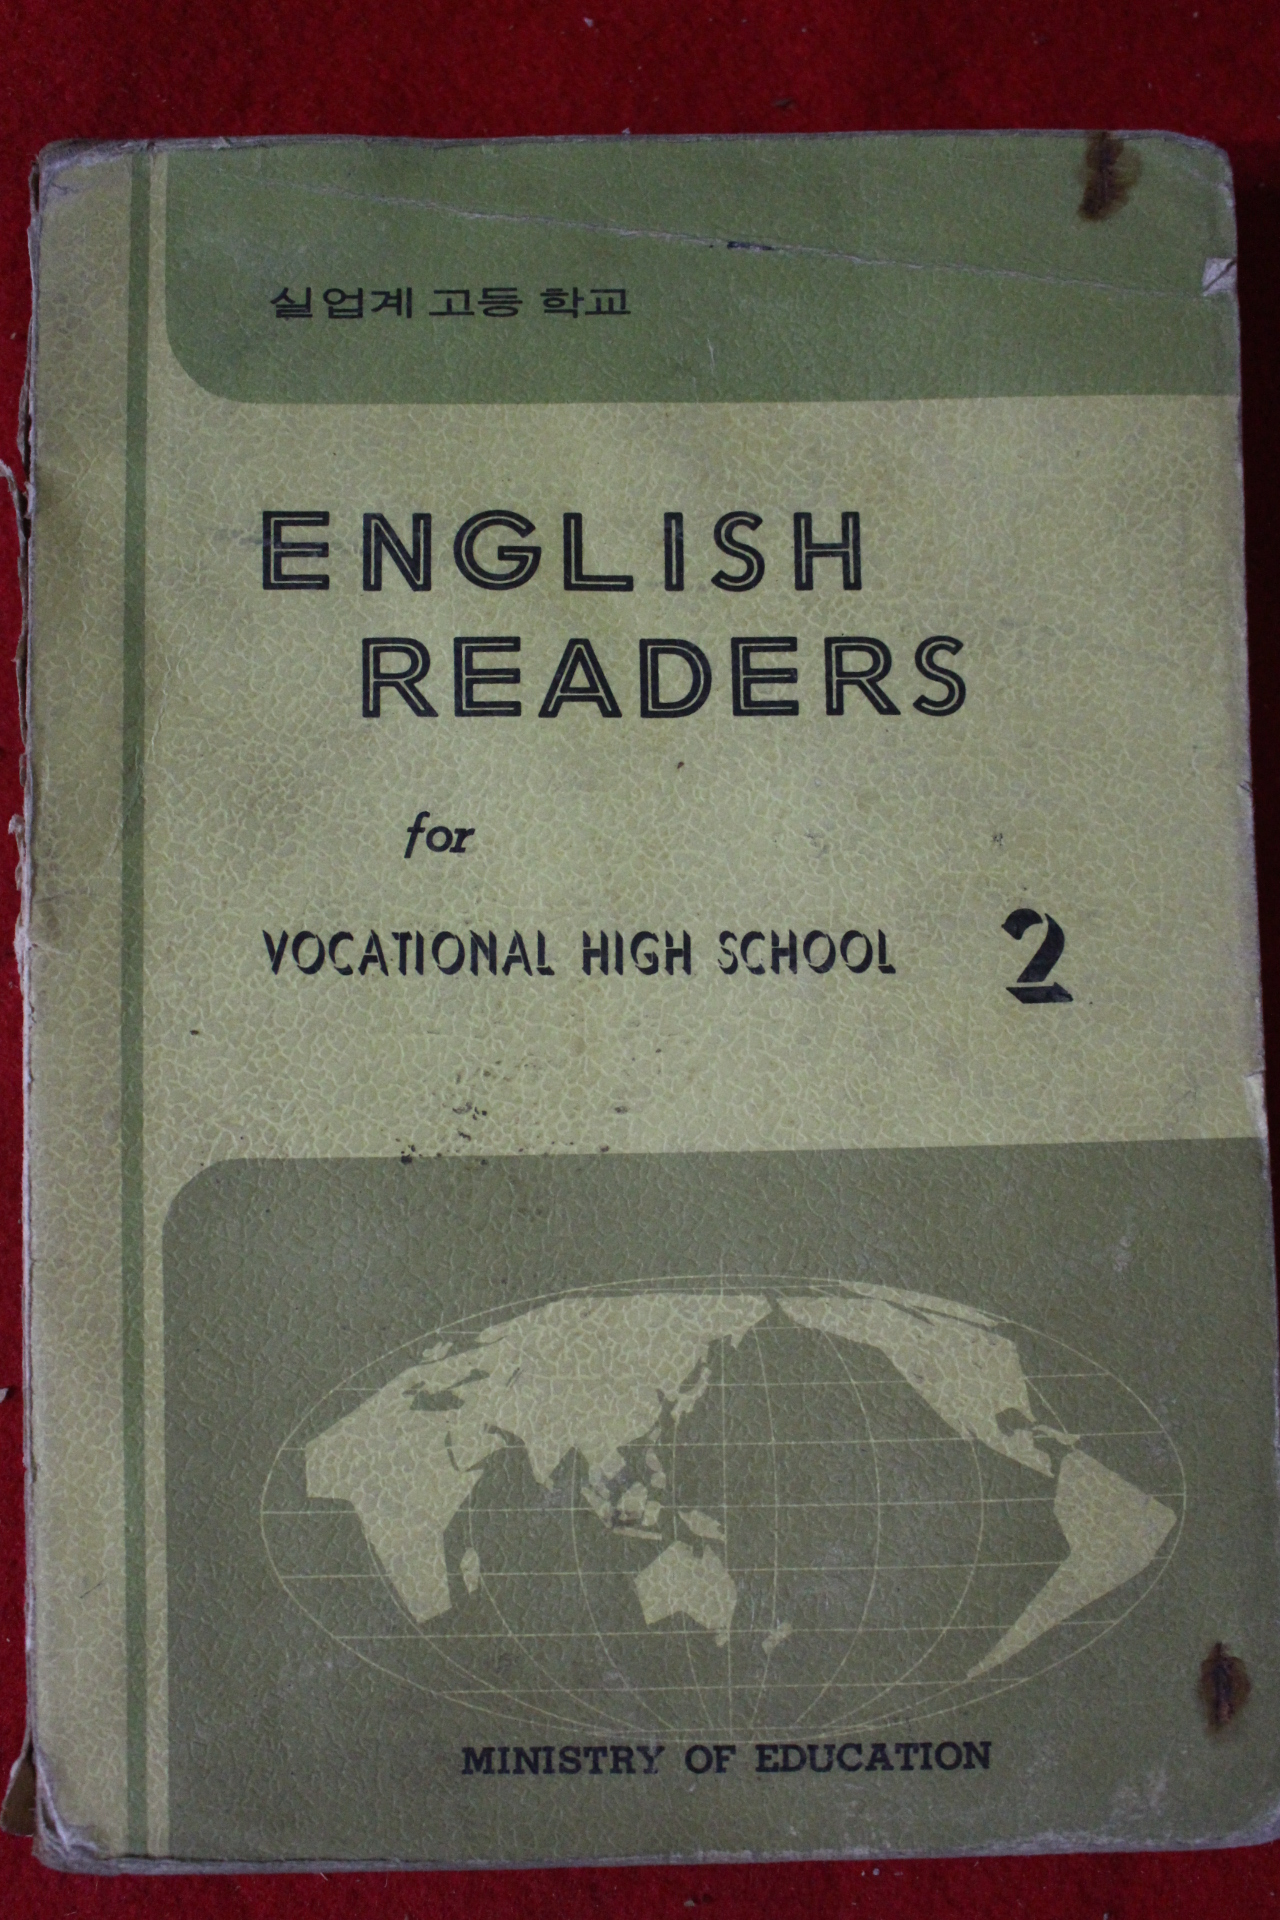 실업계 고등 학교
ENGLISH
READERS
for
VOCATIONAL HIGH SCHOOL 2
MINISTRY OF EDUCATION